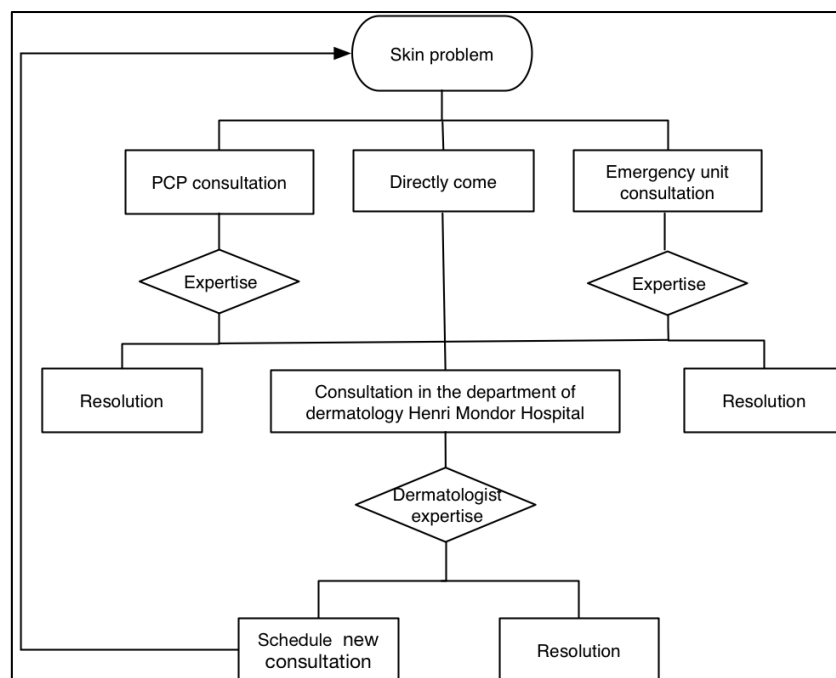 Skin problem
PCP consultation
Directly come
Emergency unit
consultation
Expertise
Expertise
Resolution
Consultation in the department of
dermatology Henri Mondor Hospital
Resolution
Dermatologist
expertise
Schedule new
consultation
Resolution